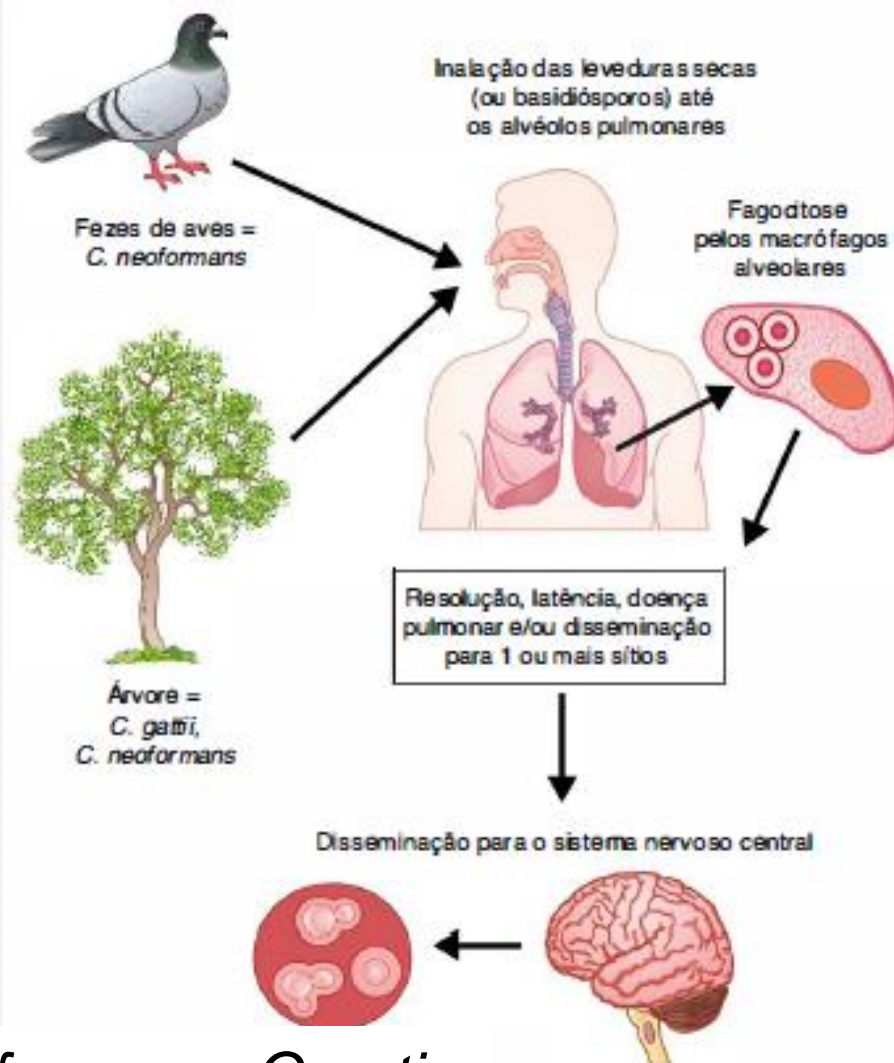 Inalação das leveduras secas
(ou basidiósporos) até
os alvéolos pulmonares
Fezes de aves =
C. neoformans
Fagocitose
pelos macrófagos
alveolares
Árvore =
C. gattii,
C. neoformans
Resolução, latência, doença
pulmonar e/ou disseminação
para 1 ou mais sítios
Disseminação para o sistema nervoso central